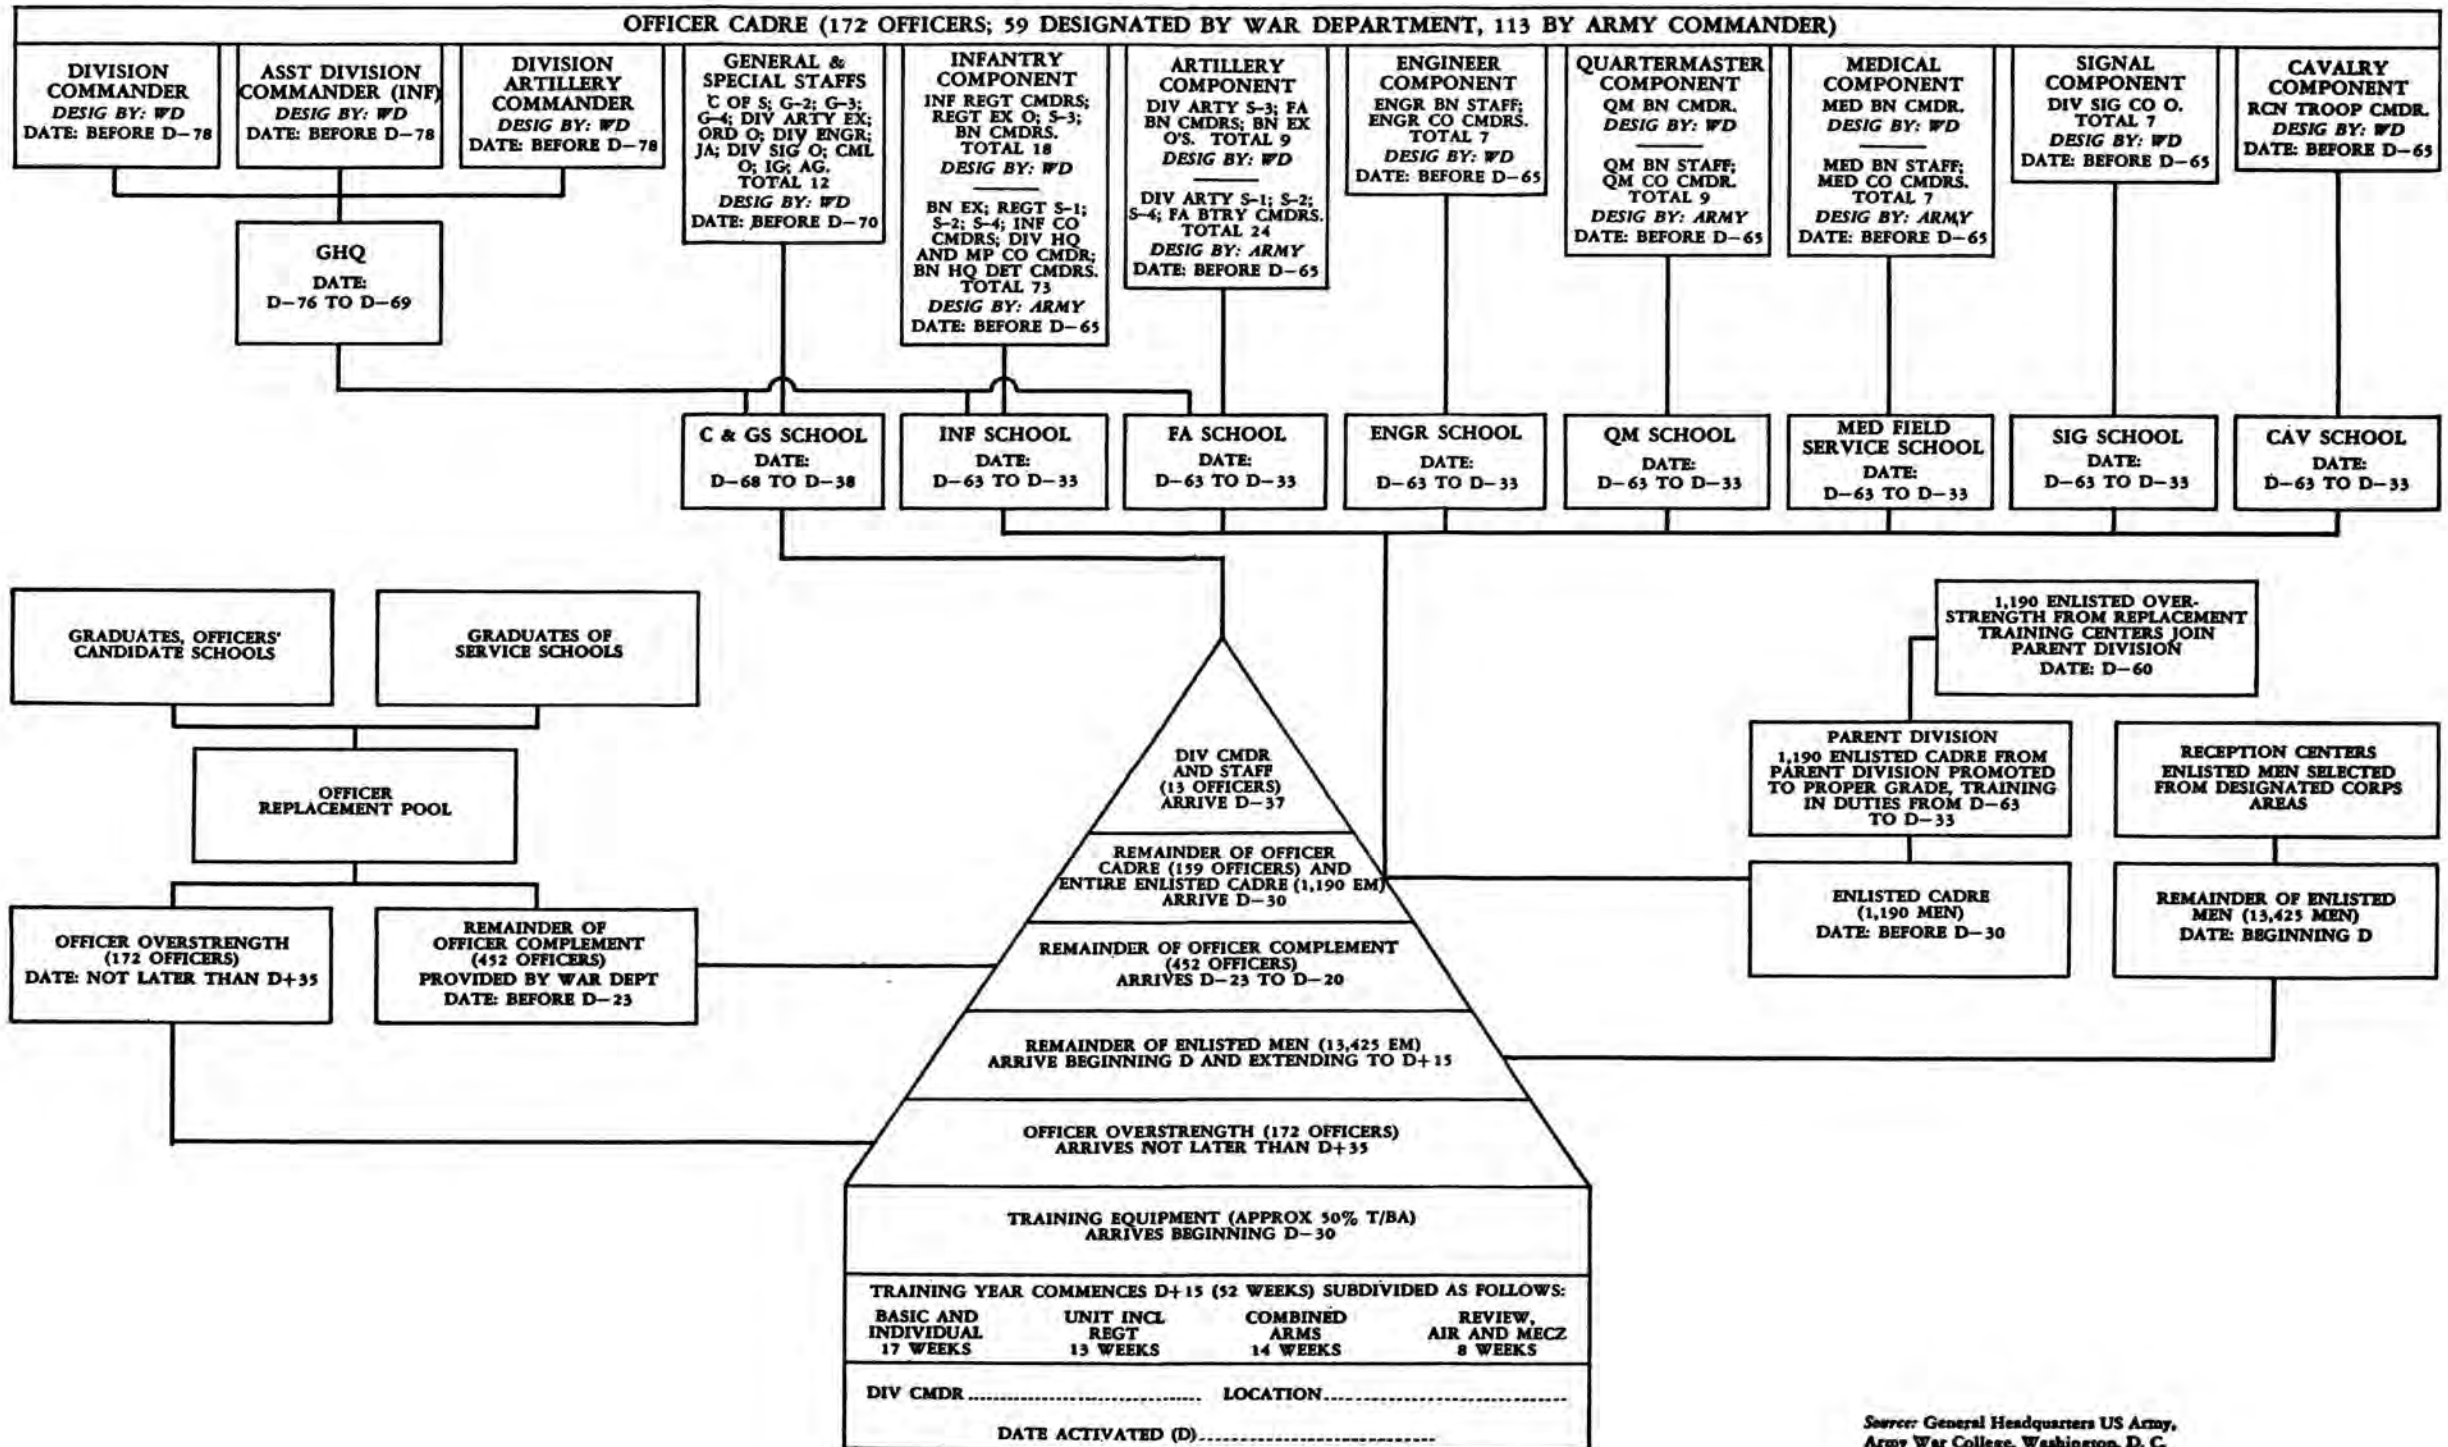 OFFICER CADRE (172 OFFICERS; 59 DESIGNATED BY WAR DEPARTMENT, 113 BY ARMY COMMANDER)
DIVISION
COMMANDER
DESIG BY: WD
DATE: BEFORE D-78
ASST DIVISION
COMMANDER (INF)
DESIG BY: WD
DATE: BEFORE D-78
DIVISION
ARTILLERY
COMMANDER
DESIG BY: WD
DATE: BEFORE D-78
GENERAL &
SPECIAL STAFFS
C OF S; G-2; G-3;
G-4; DIV ARTY EX;
ORD O; DIV ENGR;
JA; DIV SIG O; CML
O; IG; AG.
TOTAL 12
DESIG BY: WD
DATE: BEFORE D-70
INFANTRY
COMPONENT
INF REGT CMDRS;
REGT EX O; S-3;
BN CMDRS.
TOTAL 18
DESIG BY: WD
BN EX; REGT S-1;
S-2; S-4; INF CO
CMDRS; DIV HQ
AND MP CO CMDR;
BN HQ DET CMDRS.
TOTAL 73
DESIG BY: ARMY
DATE: BEFORE D-65
ARTILLERY
COMPONENT
DIV ARTY S-3; FA
BN CMDRS; BN EX
O'S. TOTAL 9
DESIG BY: WD
DIV ARTY S-1; S-2;
S-4; FA BTRY CMDRS.
TOTAL 24
DESIG BY: ARMY
DATE: BEFORE D-65
ENGINEER
COMPONENT
ENGR BN STAFF;
ENGR CO CMDRS.
TOTAL 7
DESIG BY: WD
DATE: BEFORE D-65
QUARTERMASTER
COMPONENT
QM BN CMDR.
DESIG BY: WD
QM BN STAFF;
QM CO CMDR.
TOTAL 9
DESIG BY: ARMY
DATE: BEFORE D-65
MEDICAL
COMPONENT
MED BN CMDR.
DESIG BY: WD
MED BN STAFF;
MED CO CMDRS.
TOTAL 7
DESIG BY: ARMY
DATE: BEFORE D-65
SIGNAL
COMPONENT
DIV SIG CO O.
TOTAL 7
DESIG BY: WD
DATE: BEFORE D-65
CAVALRY
COMPONENT
RCN TROOP CMDR.
DESIG BY: WD
DATE: BEFORE D-65
GHQ
DATE:
D-76 TO D-69
C & GS SCHOOL
DATE:
D-68 TO D-38
INF SCHOOL
DATE:
D-63 TO D-33
FA SCHOOL
DATE:
D-63 TO D-33
ENGR SCHOOL
DATE:
D-63 TO D-33
QM SCHOOL
DATE:
D-63 TO D-33
MED FIELD
SERVICE SCHOOL
DATE:
D-63 TO D-33
SIG SCHOOL
DATE:
D-63 TO D-33
CAV SCHOOL
DATE:
D-63 TO D-33
GRADUATES, OFFICERS'
CANDIDATE SCHOOLS
GRADUATES OF
SERVICE SCHOOLS
OFFICER
REPLACEMENT POOL
OFFICER OVERSTRENGTH
(172 OFFICERS)
DATE: NOT LATER THAN D+35
REMAINDER OF
OFFICER COMPLEMENT
(452 OFFICERS)
PROVIDED BY WAR DEPT
DATE: BEFORE D-23
1,190 ENLISTED OVER-
STRENGTH FROM REPLACEMENT
TRAINING CENTERS JOIN
PARENT DIVISION
DATE: D-60
PARENT DIVISION
1,190 ENLISTED CADRE FROM
PARENT DIVISION PROMOTED
TO PROPER GRADE, TRAINING
IN DUTIES FROM D-63
TO D-33
RECEPTION CENTERS
ENLISTED MEN SELECTED
FROM DESIGNATED CORPS
AREAS
ENLISTED CADRE
(1,190 MEN)
DATE: BEFORE D-30
REMAINDER OF ENLISTED
MEN (13,425 MEN)
DATE: BEGINNING D
DIV CMDR
AND STAFF
(13 OFFICERS)
ARRIVE D-37
REMAINDER OF OFFICER
CADRE (159 OFFICERS) AND
ENTIRE ENLISTED CADRE (1,190 EM)
ARRIVE D-30
REMAINDER OF OFFICER COMPLEMENT
(452 OFFICERS)
ARRIVES D-23 TO D-20
REMAINDER OF ENLISTED MEN (13,425 EM)
ARRIVE BEGINNING D AND EXTENDING TO D+15
OFFICER OVERSTRENGTH (172 OFFICERS)
ARRIVES NOT LATER THAN D+35
TRAINING EQUIPMENT (APPROX 50% T/BA)
ARRIVES BEGINNING D-30
TRAINING YEAR COMMENCES D+15 (52 WEEKS) SUBDIVIDED AS FOLLOWS:
BASIC AND
INDIVIDUAL
17 WEEKS
UNIT INCL
REGT
13 WEEKS
COMBINED
ARMS
14 WEEKS
REVIEW,
AIR AND MECZ
8 WEEKS
DIV CMDR ........................ LOCATION........................
DATE ACTIVATED (D)........................
Source: General Headquarters US Army,
Army War College, Washington, D. C.